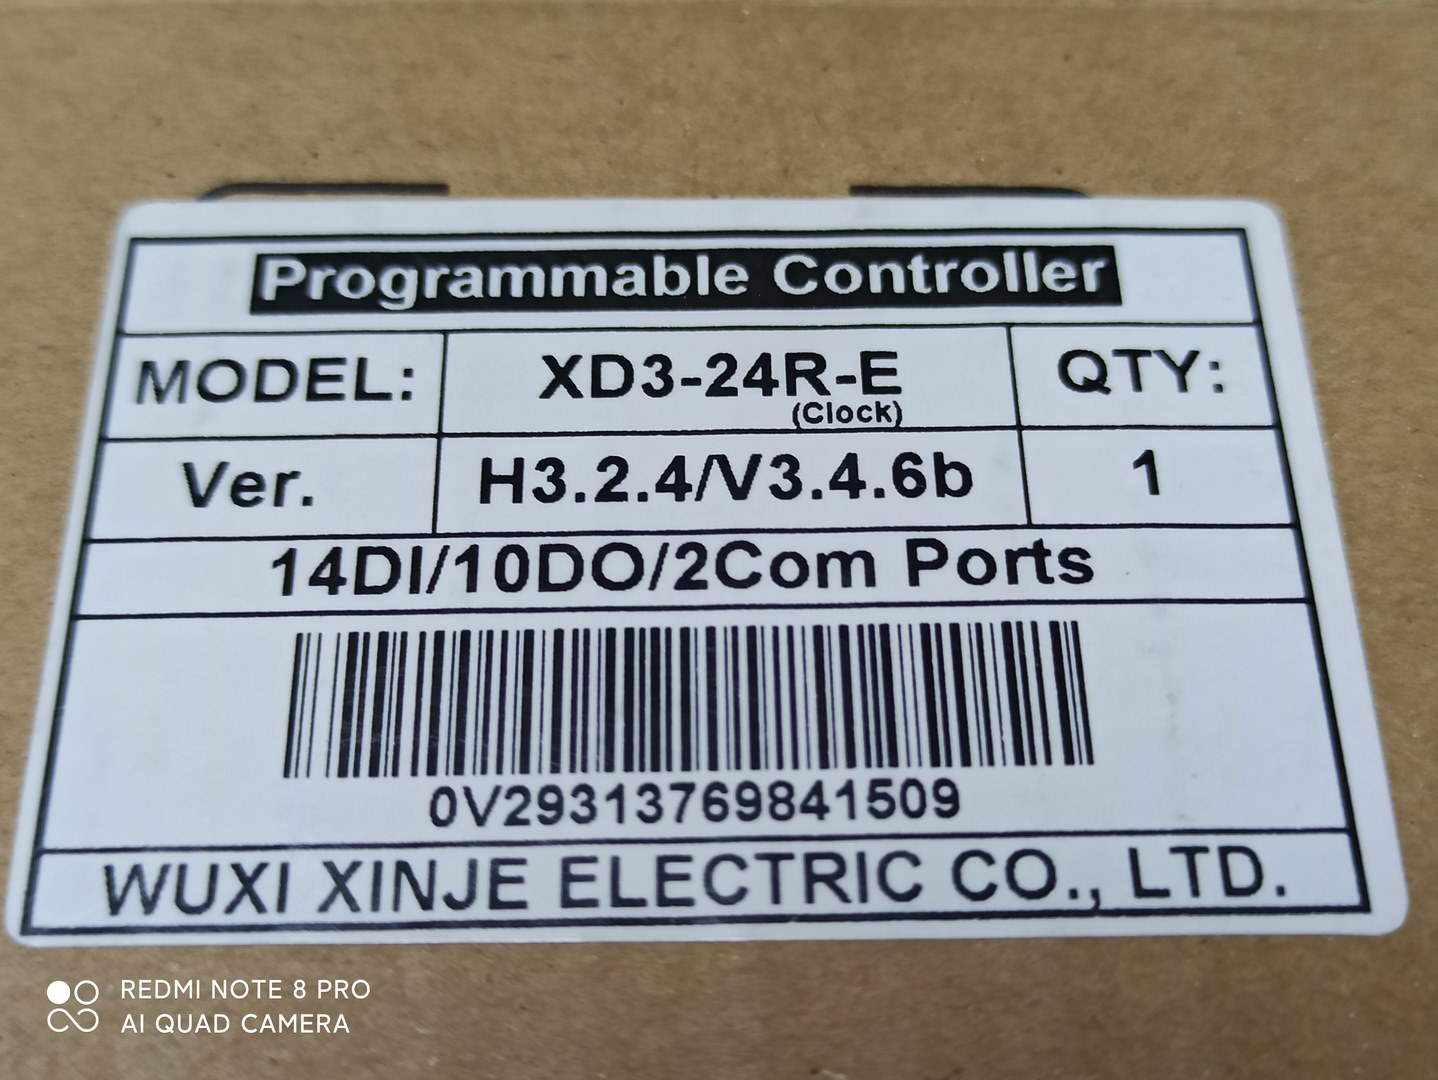 Programmable Controller
MODEL: XD3-24R-E (Clock) QTY:
Ver. H3.2.4/V3.4.6b 1
14DI/10DO/2Com Ports
0V29313769841509
WUXI XINJE ELECTRIC CO., LTD.
REDMI NOTE 8 PRO
AI QUAD CAMERA